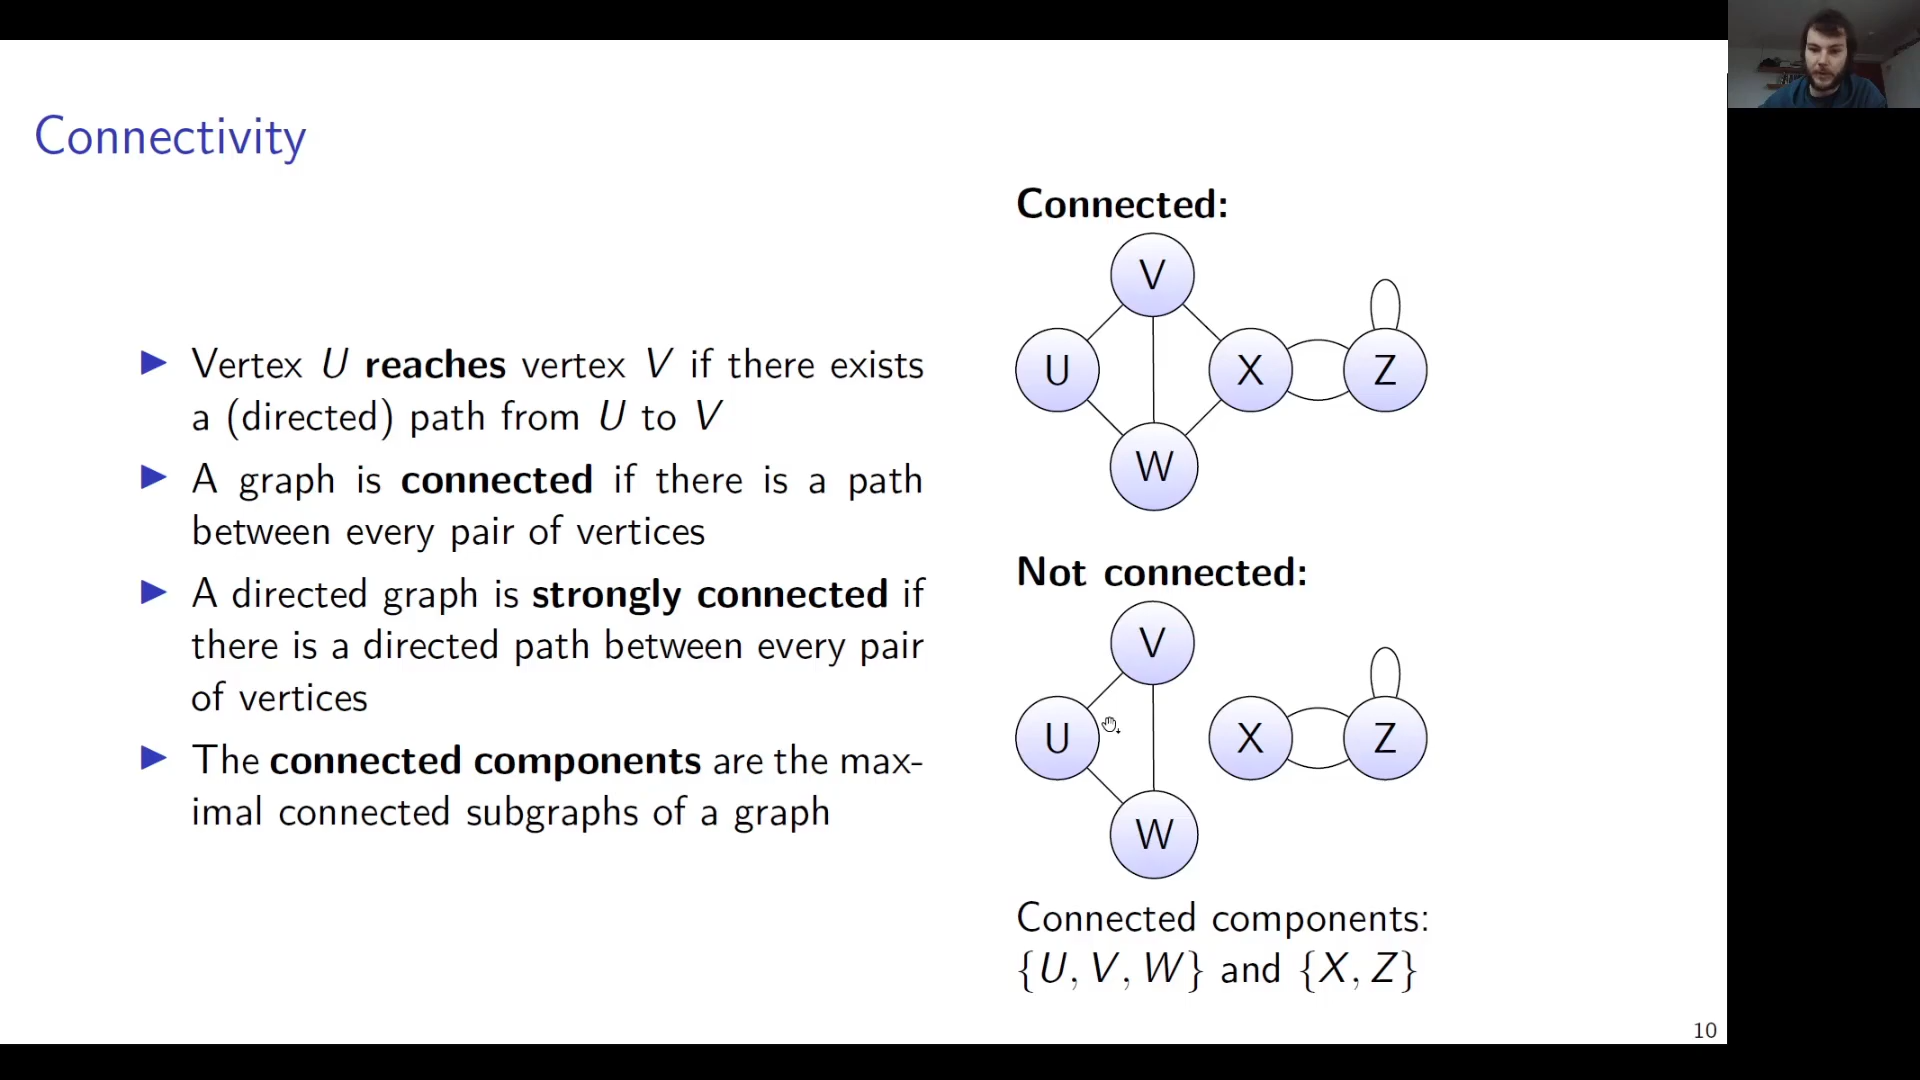 Connectivity
▶ Vertex U reaches vertex V if there exists
a (directed) path from U to V
▶ A graph is connected if there is a path
between every pair of vertices
▶ A directed graph is strongly connected if
there is a directed path between every pair
of vertices
▶ The connected components are the max-
imal connected subgraphs of a graph
Connected:
V
U
X
Z
W
Not connected:
V
U
X
Z
W
Connected components:
{U, V, W} and {X, Z}
10